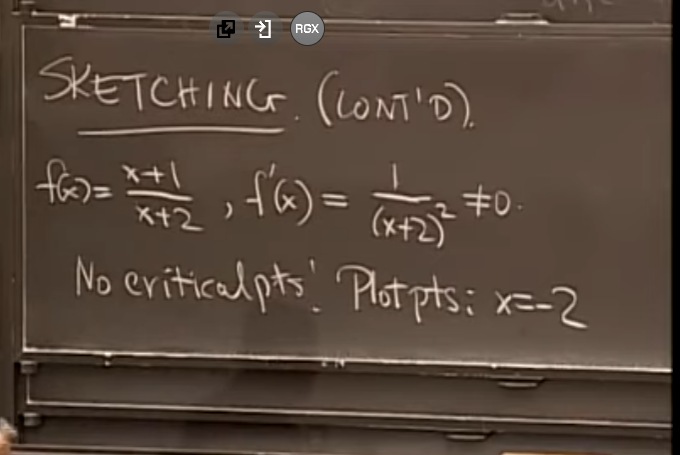 RGX
SKETCHING. (CONT'D).
f(x) = x+1/x+2, f'(x) = 1/(x+2)² ≠0.
No critical pts! Plot pts: x=-2